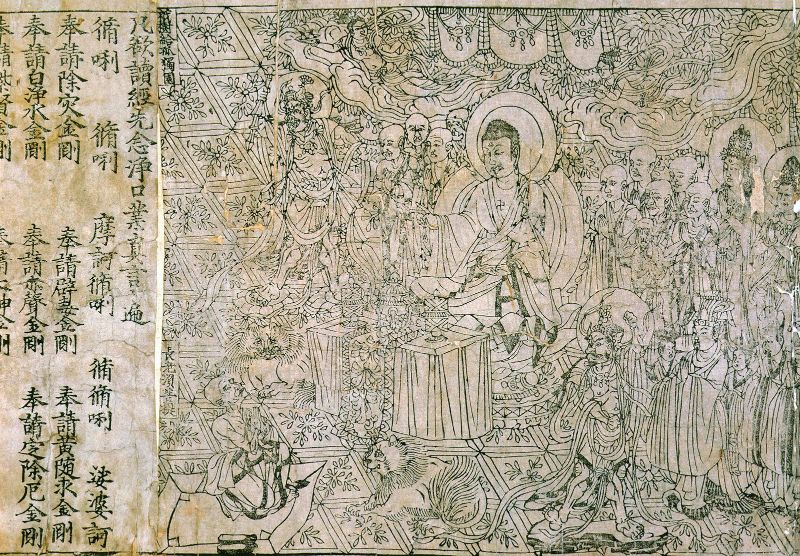 祇樹給孤獨園
長老須菩提
凡欲讀經先念淨口業真言一遍
脩唎 脩唎 摩訶脩唎 脩脩唎 娑婆訶
奉請除災金剛 奉請辟毒金剛 奉請黃隨求金剛
奉請白淨水金剛 奉請赤聲金剛 奉請定除厄金剛
奉請紫賢金剛 奉請大神金剛